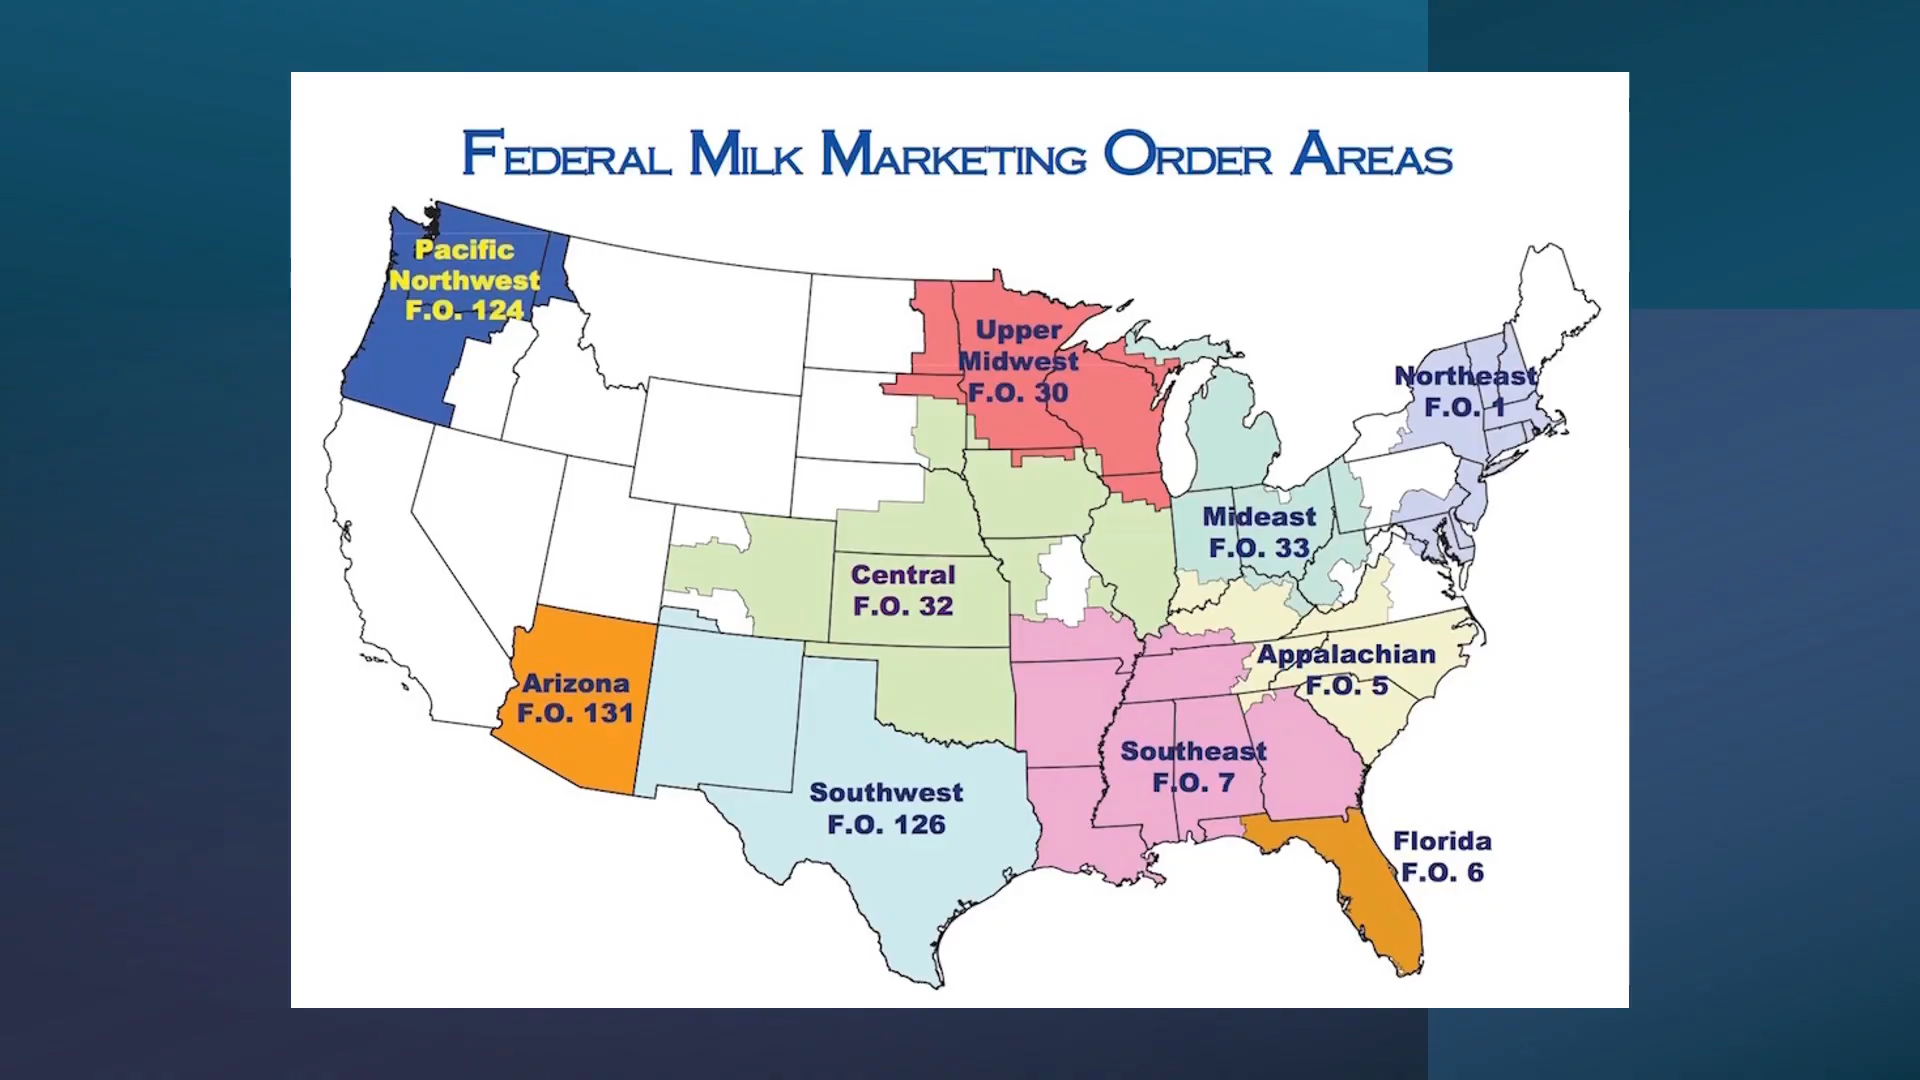 FEDERAL MILK MARKETING ORDER AREAS
Pacific
Northwest
F.O. 124
Upper
Midwest
F.O. 30
Northeast
F.O. 1
Mideast
F.O. 33
Central
F.O. 32
Appalachian
F.O. 5
Arizona
F.O. 131
Southeast
F.O. 7
Southwest
F.O. 126
Florida
F.O. 6